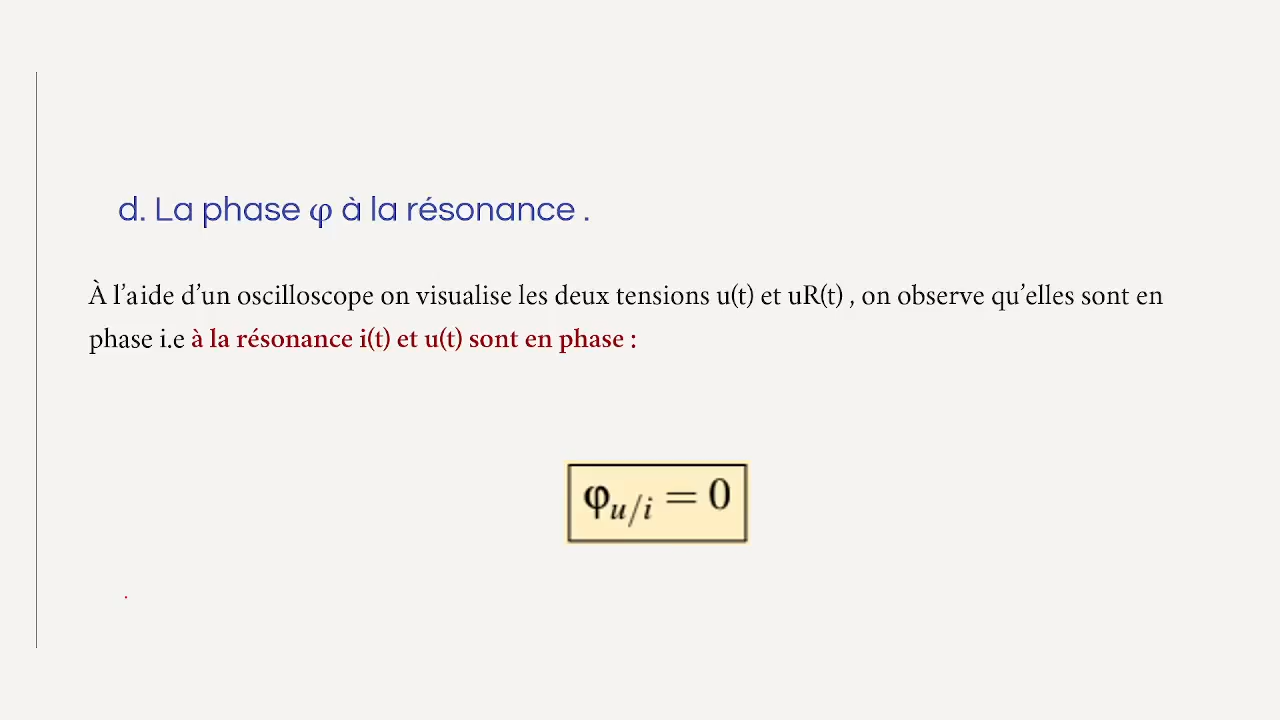 d. La phase φ à la résonance .
À l’aide d’un oscilloscope on visualise les deux tensions u(t) et uR(t) , on observe qu’elles sont en
phase i.e à la résonance i(t) et u(t) sont en phase :
φu/i = 0